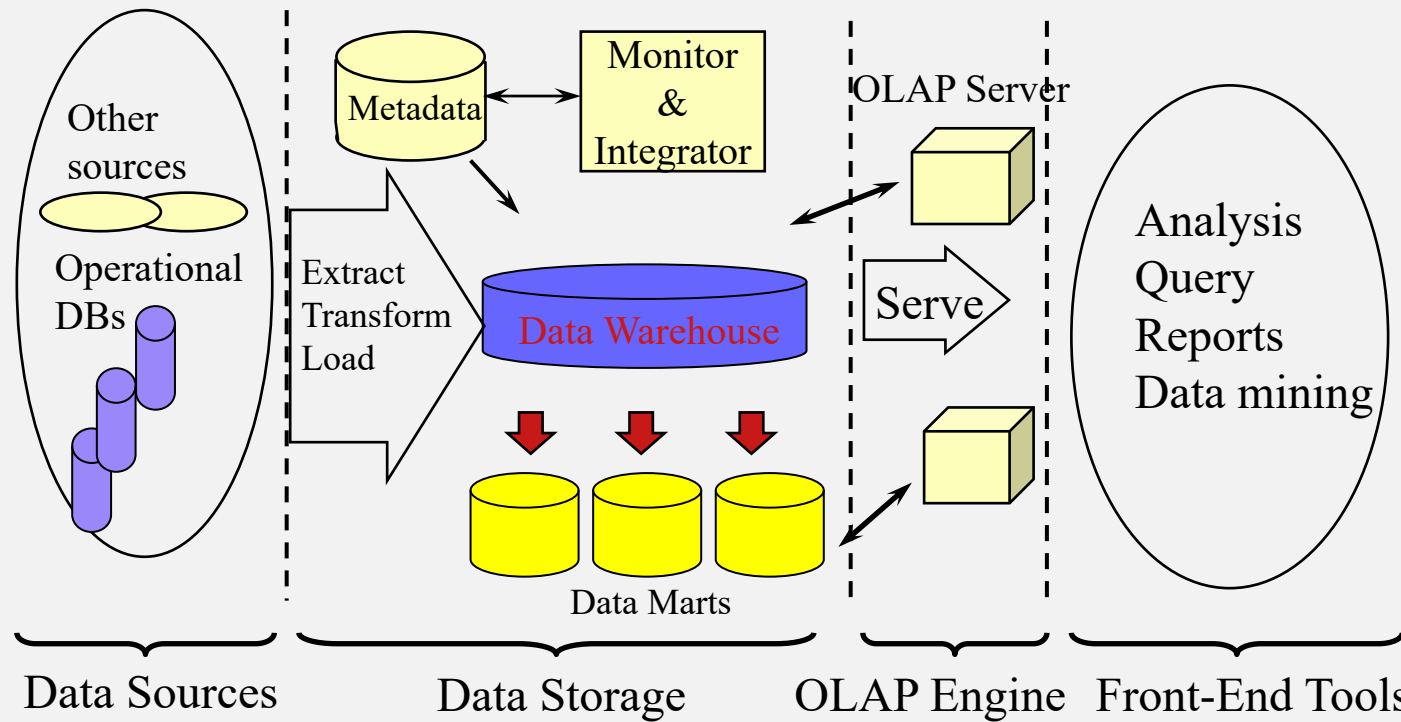 Other
sources
Operational
DBs
Extract
Transform
Load
Metadata
Monitor
&
Integrator
Data Warehouse
Data Marts
OLAP Server
Serve
Analysis
Query
Reports
Data mining
Data Sources
Data Storage
OLAP Engine
Front-End Tools